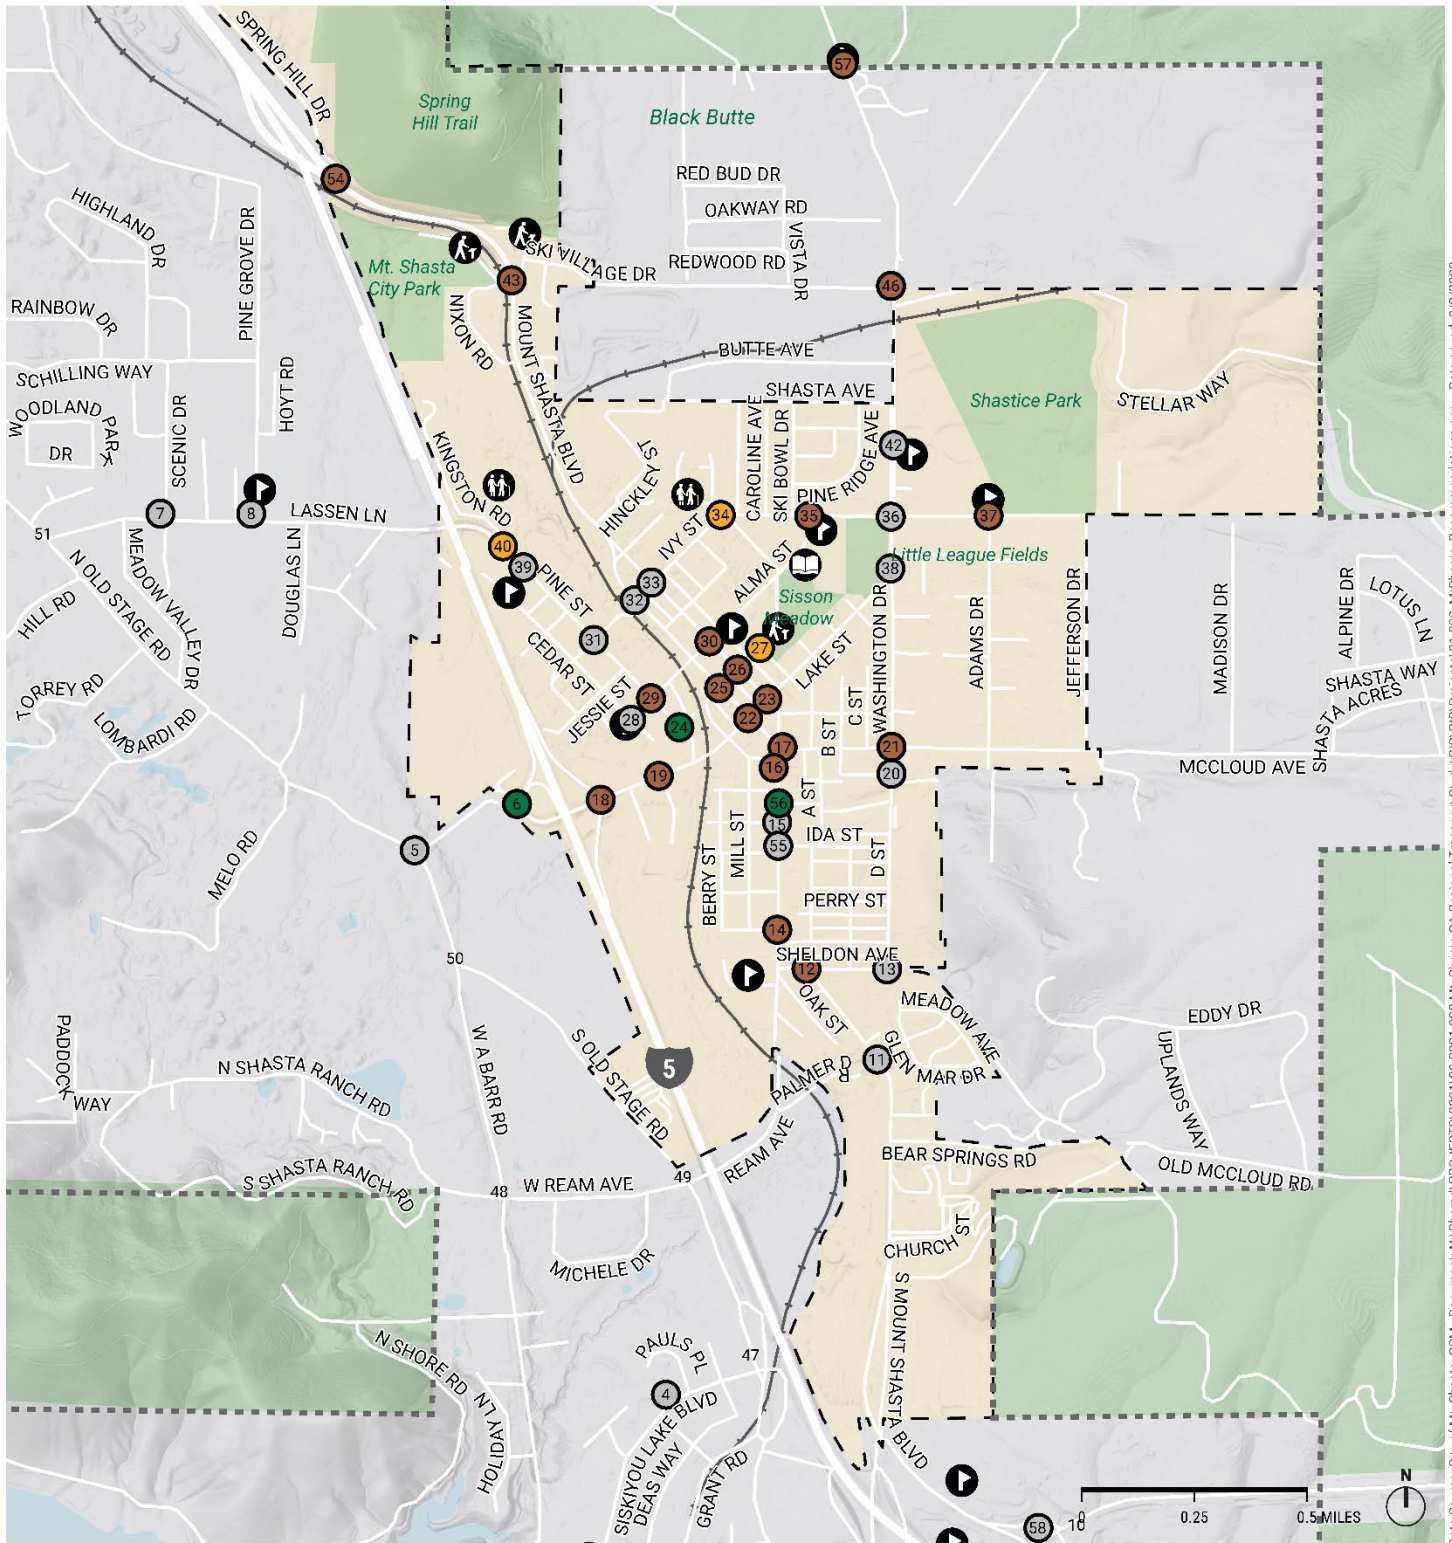 SPRING HILL DR
57
Spring
Hill Trail
Black Butte
54
RED BUD DR
OAKWAY RD
HIGHLAND DR
PINE GROVE DR
VISTA DR
SKI VILLAGE DR
REDWOOD RD
Mt. Shasta
City Park
43
46
RAINBOW DR
NIXON RD
MOUNT SHASTA BLVD
BUTTE AVE
SCHILLING WAY
HOYT RD
SHASTA AVE
Shastice Park
STELLAR WAY
WOODLAND PARK
DR
SCENIC DR
CAROLINE AVE
SKI BOWL DR
PINE RIDGE AVE
42
KINGSTON RD
HINCKLEY ST
7
8
LASSEN LN
34
35
36
37
51
IVY ST
40
39
Little League Fields
38
MEADOW VALLEY DR
DOUGLAS LN
N OLD STAGE RD
HILL RD
PINE ST
33
32
ALMA ST
Sisson
Meadow
WASHINGTON DR
ADAMS DR
JEFFERSON DR
MADISON DR
ALPINE DR
LOTUS LN
31
30
27
CEDAR ST
26
LAKE ST
SHASTA WAY
TORREY RD
25
23
29
JESSIE ST
28
24
22
C ST
B ST
LOMBARDI RD
SHASTA ACRES
17
21
16
19
20
MCCLOUD AVE
6
18
56
A ST
15
IDA ST
5
55
MILL ST
D ST
MELO RD
BERRY ST
PERRY ST
14
SHELDON AVE
50
12
13
OAK ST
MEADOW AVE
EDDY DR
PADDOCK WAY
W A BARR RD
S OLD STAGE RD
5
11
GLEN MAR DR
UPLANDS WAY
N SHASTA RANCH RD
PALMER DR
REAM AVE
BEAR SPRINGS RD
S SHASTA RANCH RD
OLD MCCLOUD RD
48
W REAM AVE
49
CHURCH ST
MICHELE DR
S MOUNT SHASTA BLVD
N SHORE RD
PAULS PL
47
4
HOLIDAY LN
SISKIYOU LAKE BLVD
DEAS WAY
GRANT RD
N
58
10
0
0.25
0.5 MILES